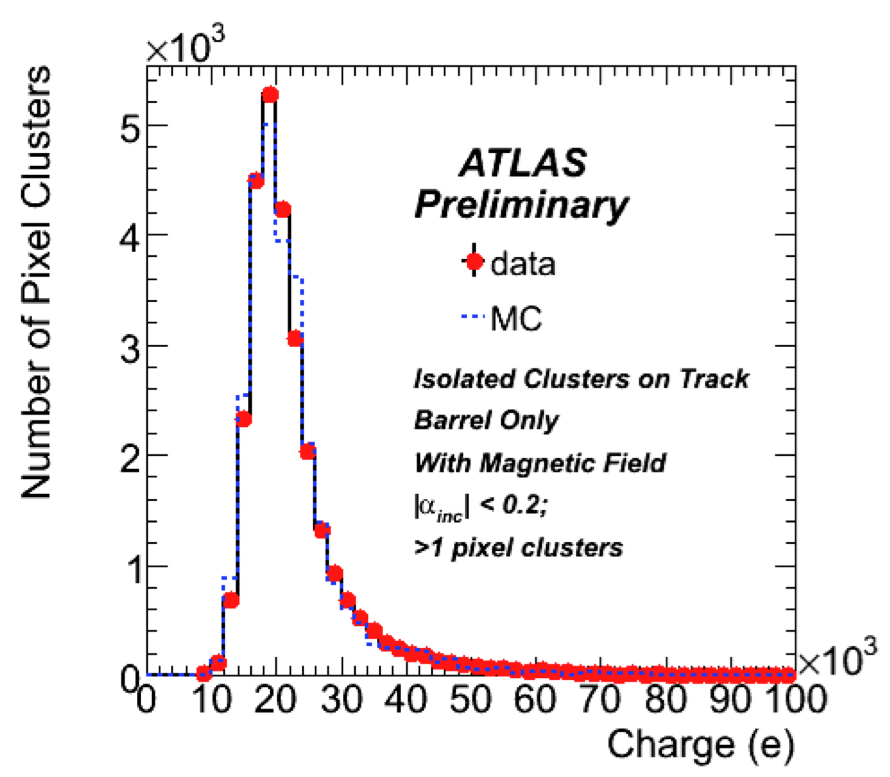 ×10³
Number of Pixel Clusters
5
4
3
2
1
0
ATLAS
Preliminary
data
MC
Isolated Clusters on Track
Barrel Only
With Magnetic Field
|αinc| < 0.2;
>1 pixel clusters
0 10 20 30 40 50 60 70 80 90 100
×10³
Charge (e)